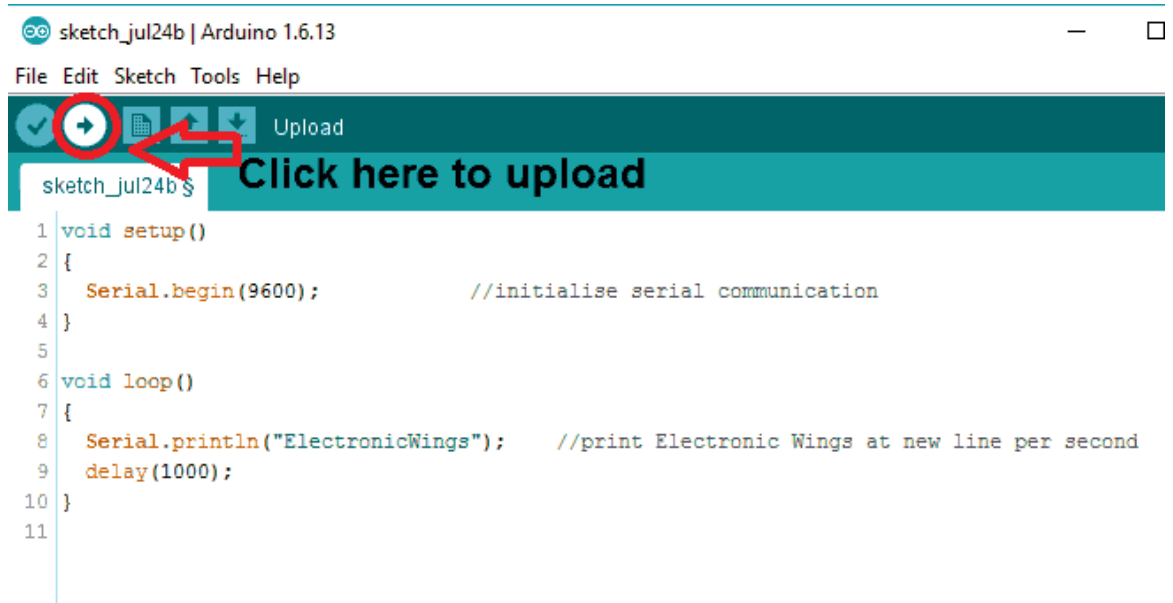 sketch_jul24b | Arduino 1.6.13
File Edit Sketch Tools Help
Upload
Click here to upload
sketch_jul24b §
1 void setup()
2 {
3 Serial.begin(9600); //initialise serial communication
4 }
5
6 void loop()
7 {
8 Serial.println("ElectronicWings"); //print Electronic Wings at new line per second
9 delay(1000);
10 }
11